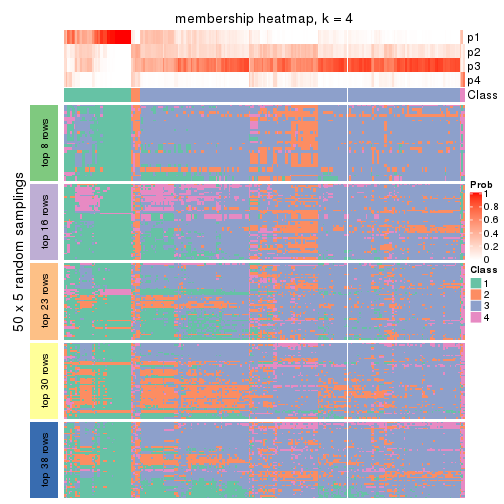 membership heatmap, k = 4
p1
p2
p3
p4
Class
50 x 5 random samplings
top 8 rows
top 16 rows
top 23 rows
top 30 rows
top 38 rows
Prob
1
0.8
0.6
0.4
0.2
0
Class
1
2
3
4